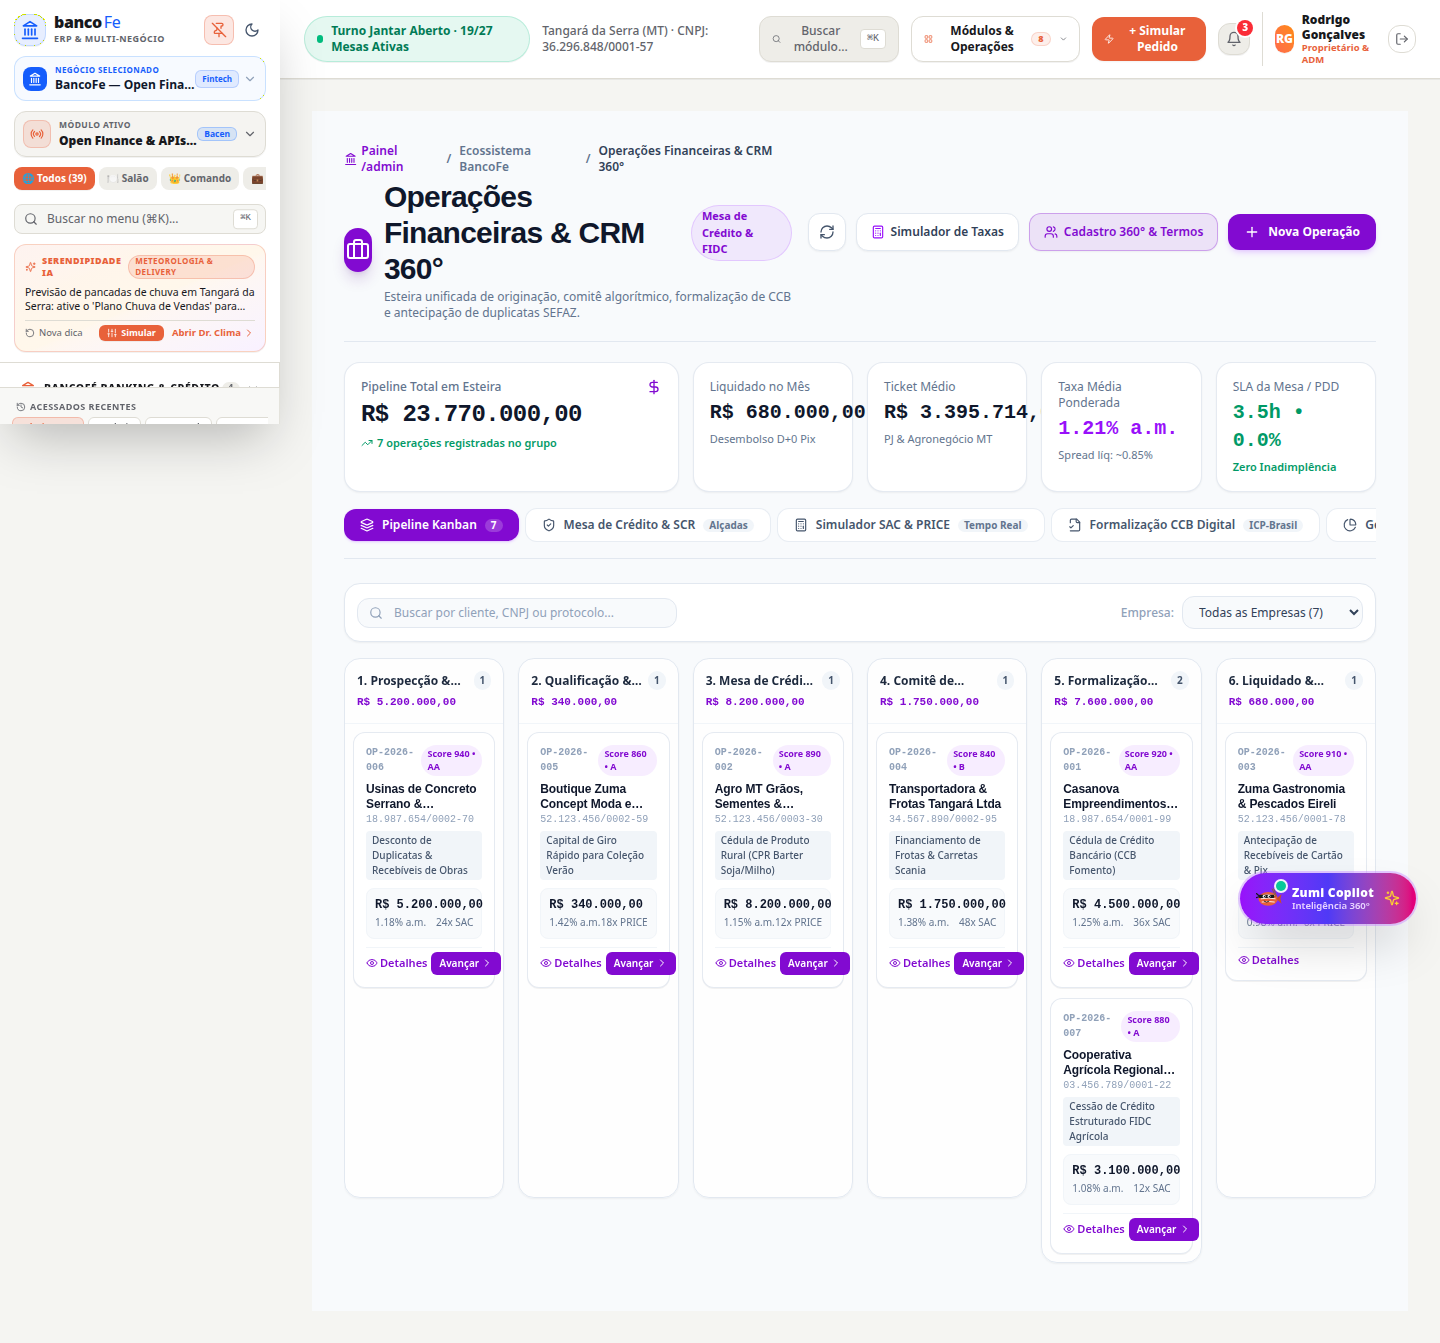 banco Fe
ERP & MULTI-NEGÓCIO
NEGÓCIO SELECIONADO
BancoFe — Open Fina...
Fintech
MÓDULO ATIVO
Open Finance & APIs...
Bacen
Todos (39)
Salão
Comando
Buscar no menu (⌘K)...
⌘K
SERENDIPIDADE IA
METEOROLOGIA & DELIVERY
Previsão de pancadas de chuva em Tangará da
Serra: ative o 'Plano Chuva de Vendas' para...
Nova dica
Simular
Abrir Dr. Clima
BANCOFÉ BANKING & CRÉDITO
ACESSADOS RECENTES
Turno Jantar Aberto · 19/27
Mesas Ativas
Tangará da Serra (MT) · CNPJ:
36.296.848/0001-57
Buscar
módulo...
⌘K
Módulos &
Operações
8
+ Simular
Pedido
3
RG
Rodrigo
Gonçalves
Proprietário &
ADM
Painel
/admin
/
Ecossistema
BancoFe
/
Operações Financeiras & CRM
360°
Operações
Financeiras & CRM
360°
Mesa de
Crédito &
FIDC
Esteira unificada de originação, comitê algorítmico, formalização de CCB
e antecipação de duplicatas SEFAZ.
Simulador de Taxas
Cadastro 360° & Termos
Nova Operação
Pipeline Total em Esteira
R$ 23.770.000,00
7 operações registradas no grupo
Liquidado no Mês
R$ 680.000,00
Desembolso D+0 Pix
Ticket Médio
R$ 3.395.714,
PJ & Agronegócio MT
Taxa Média
Ponderada
1.21% a.m.
Spread líq: ~0.85%
SLA da Mesa / PDD
3.5h •
0.0%
Zero Inadimplência
Pipeline Kanban
7
Mesa de Crédito & SCR
Alçadas
Simulador SAC & PRICE
Tempo Real
Formalização CCB Digital
ICP-Brasil
Buscar por cliente, CNPJ ou protocolo...
Empresa:
Todas as Empresas (7)
1. Prospecção &...
1
R$ 5.200.000,00
OP-2026-
006
Score 940 •
AA
Usinas de Concreto
Serrano &...
18.987.654/0002-70
Desconto de
Duplicatas &
Recebíveis de Obras
R$ 5.200.000,00
1.18% a.m.
24x SAC
Detalhes
Avançar
2. Qualificação &...
1
R$ 340.000,00
OP-2026-
005
Score 860
• A
Boutique Zuma
Concept Moda e...
52.123.456/0002-59
Capital de Giro
Rápido para Coleção
Verão
R$ 340.000,00
1.42% a.m.
18x PRICE
Detalhes
Avançar
3. Mesa de Crédi...
1
R$ 8.200.000,00
OP-2026-
002
Score 890
• A
Agro MT Grãos,
Sementes &...
52.123.456/0003-30
Cédula de Produto
Rural (CPR Barter
Soja/Milho)
R$ 8.200.000,00
1.15% a.m.
12x PRICE
Detalhes
Avançar
4. Comitê de...
1
R$ 1.750.000,00
OP-2026-
004
Score 840
• B
Transportadora &
Frotas Tangará Ltda
34.567.890/0002-95
Financiamento de
Frotas & Carretas
Scania
R$ 1.750.000,00
1.38% a.m.
48x SAC
Detalhes
Avançar
5. Formalização...
2
R$ 7.600.000,00
OP-2026-
001
Score 920 •
AA
Casanova
Empreendimentos...
18.987.654/0001-99
Cédula de Crédito
Bancário (CCB
Fomento)
R$ 4.500.000,00
1.25% a.m.
36x SAC
Detalhes
Avançar
OP-2026-
007
Score 880
• A
Cooperativa
Agrícola Regional...
03.456.789/0001-22
Cessão de Crédito
Estruturado FIDC
Agrícola
R$ 3.100.000,00
1.08% a.m.
12x SAC
Detalhes
Avançar
6. Liquidado &...
1
R$ 680.000,00
OP-2026-
003
Score 910 •
AA
Zuma Gastronomia
& Pescados Eireli
52.123.456/0001-78
Antecipação de
Recebíveis de Cartão
& Pix
Detalhes
Zumi Copilot
Inteligência 360°